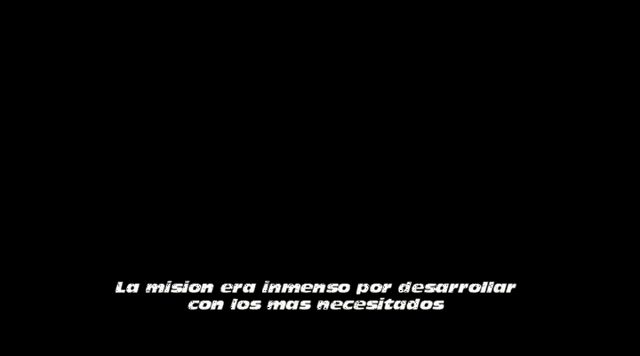 La mision era inmenso por desarrollar
con los mas necesitados